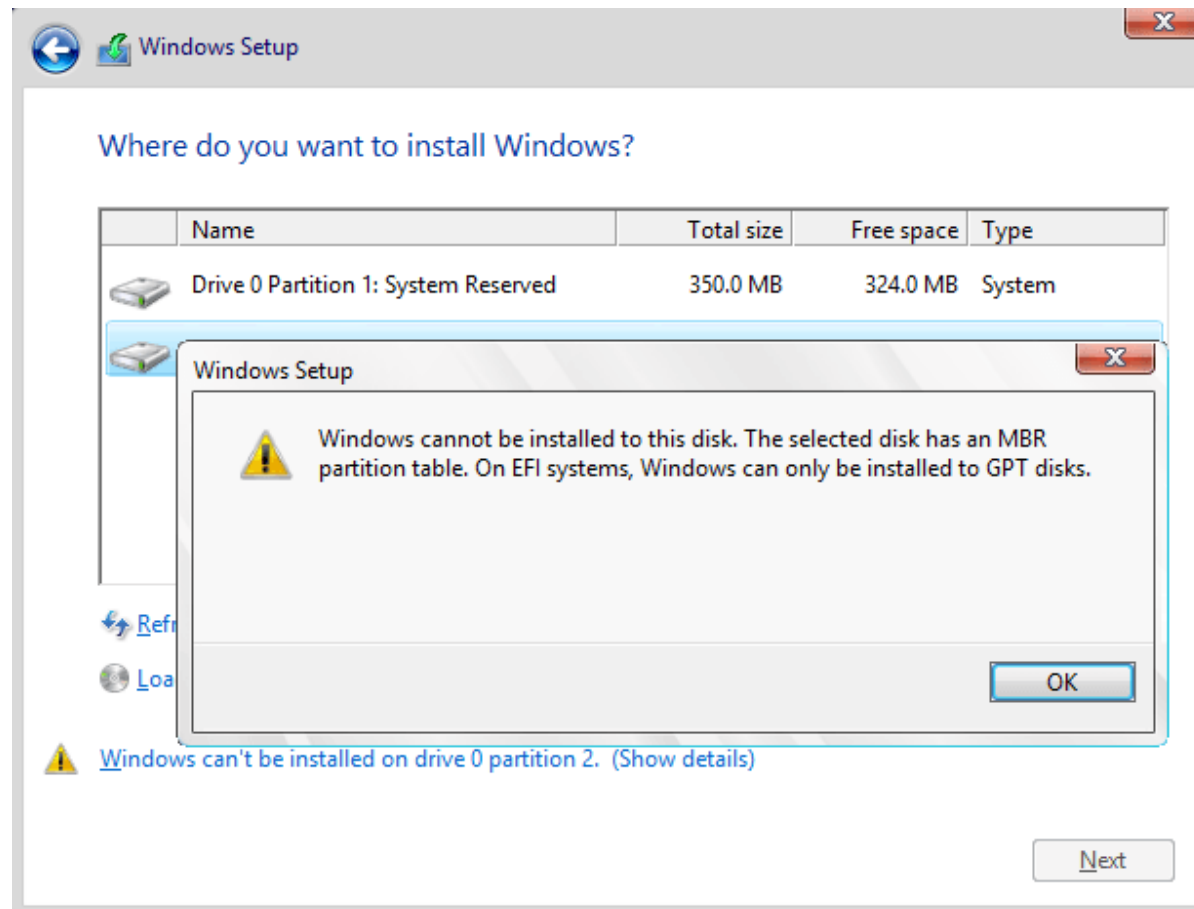 Windows Setup
Where do you want to install Windows?
Name Total size Free space Type
Drive 0 Partition 1: System Reserved 350.0 MB 324.0 MB System
Windows Setup
Windows cannot be installed to this disk. The selected disk has an MBR
partition table. On EFI systems, Windows can only be installed to GPT disks.
Refr
Loa
OK
Windows can't be installed on drive 0 partition 2. (Show details)
Next